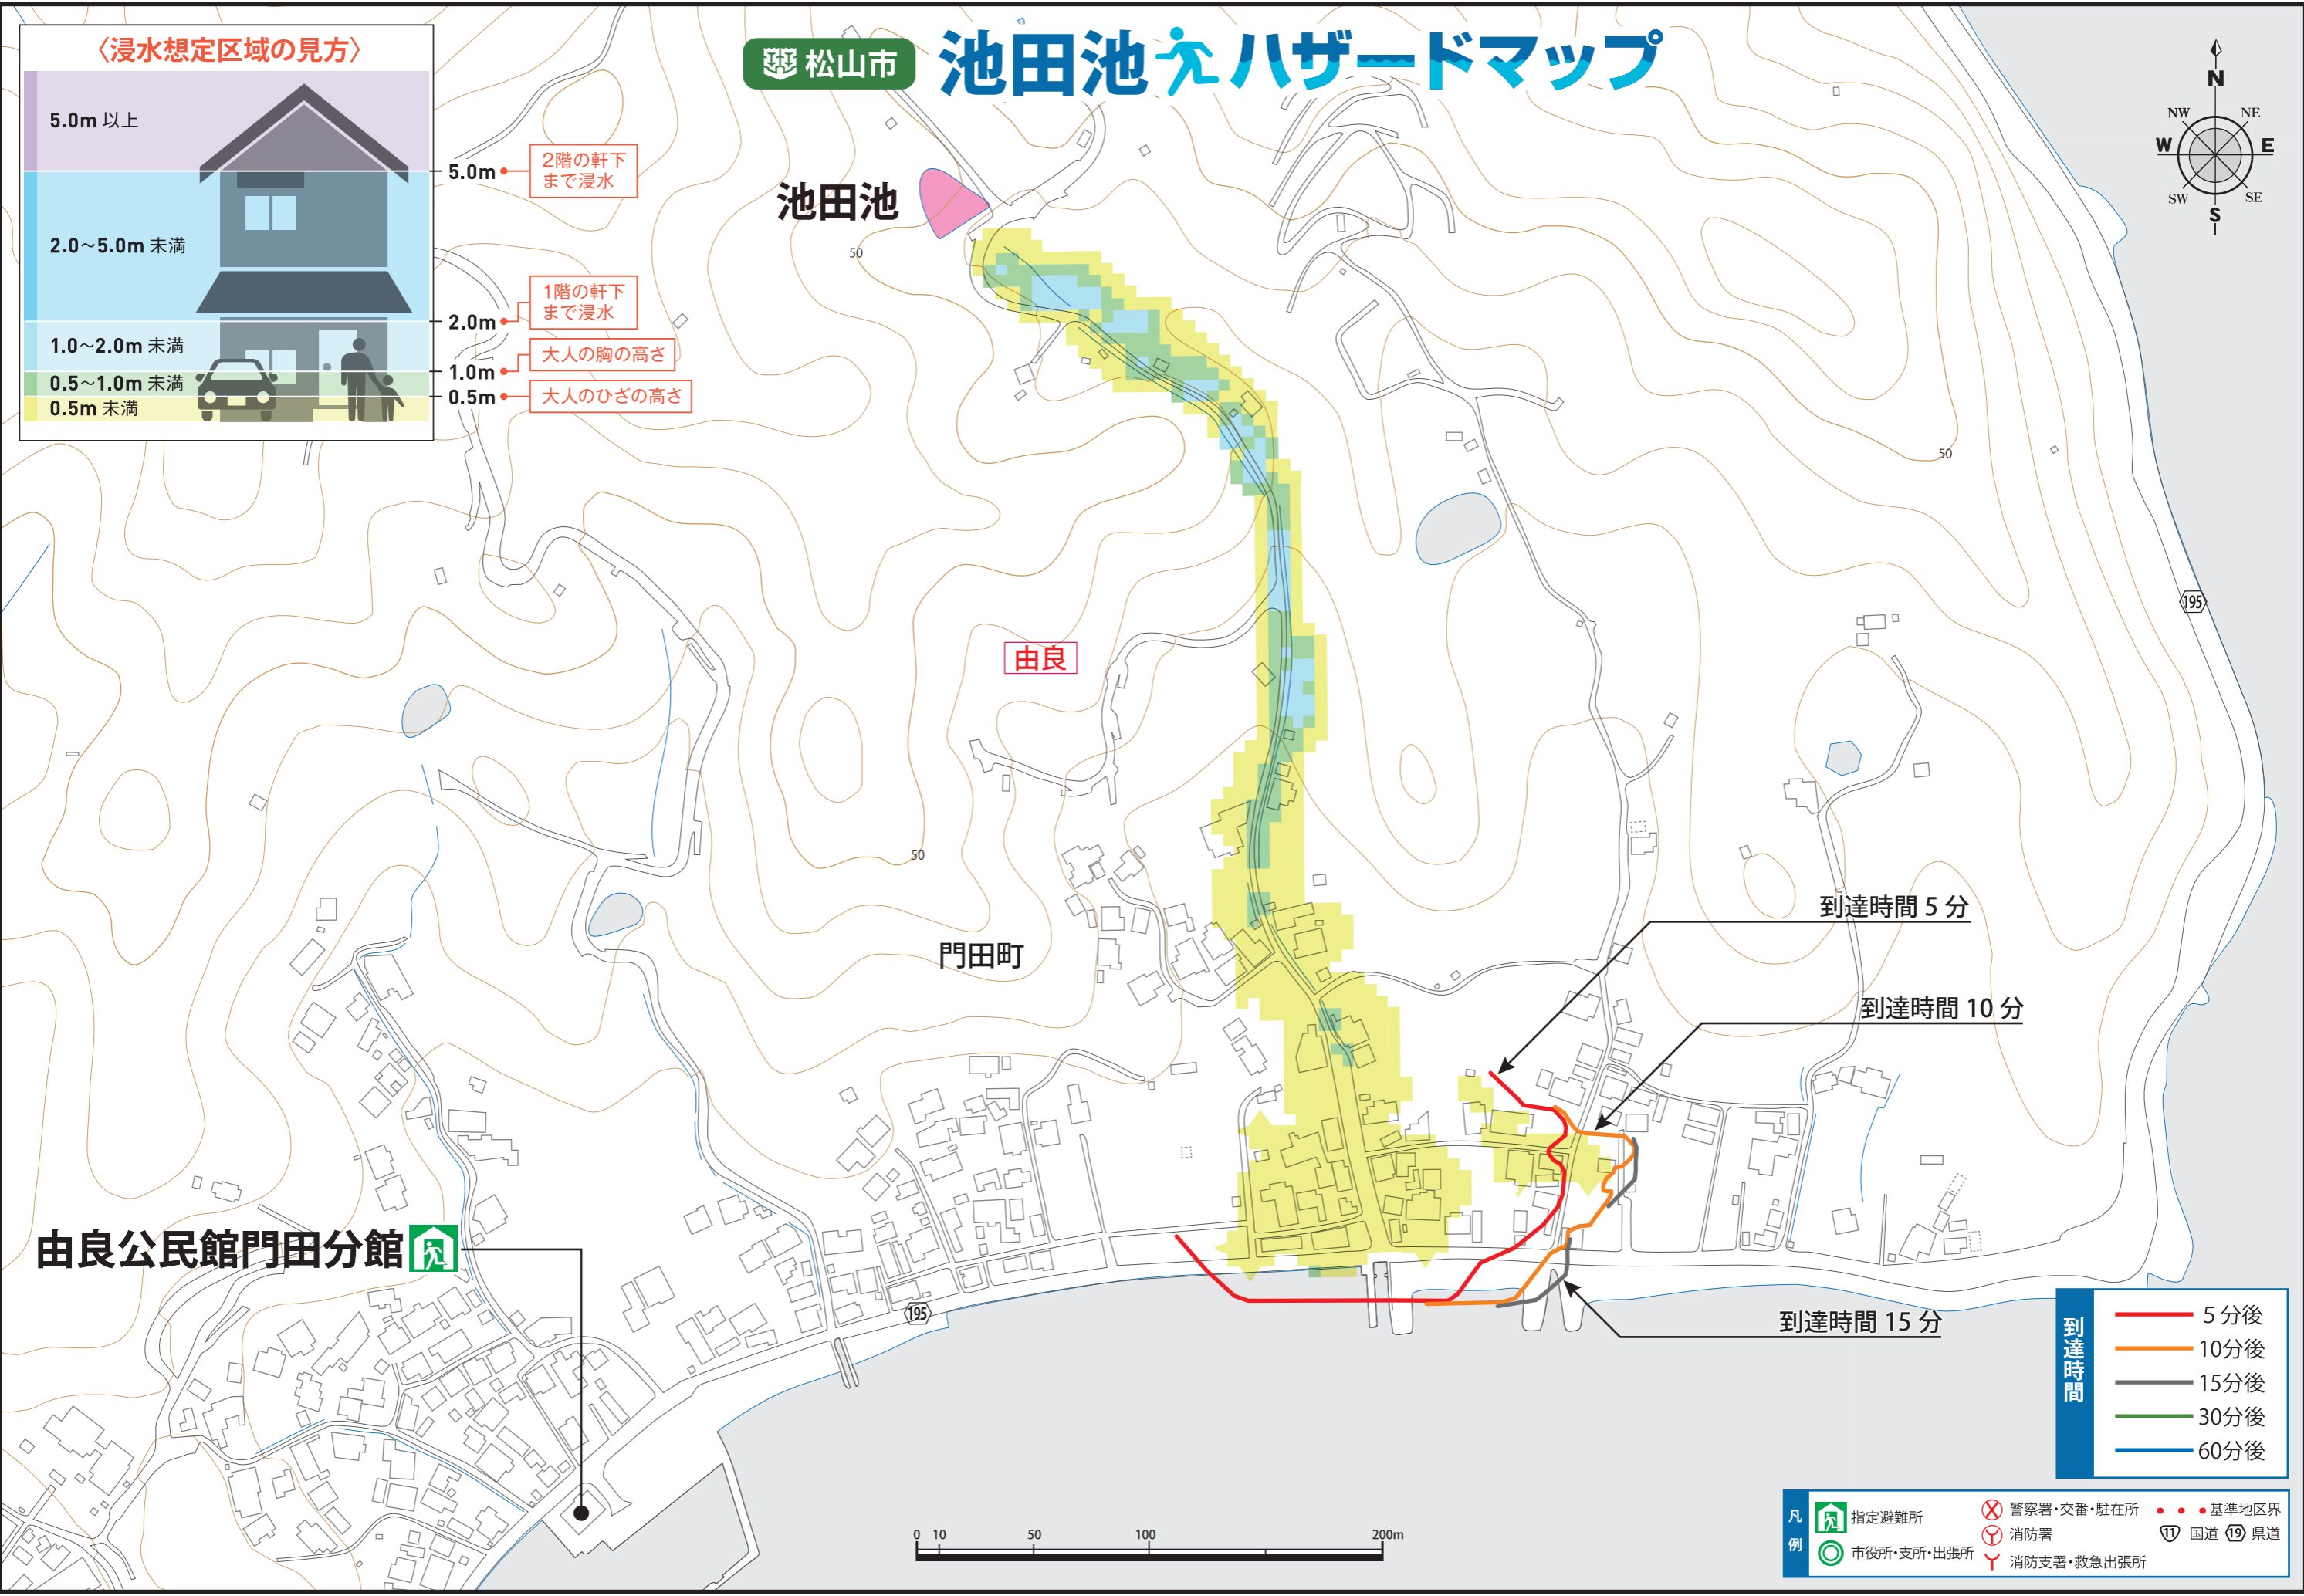 松山市 池田池ハザードマップ
〈浸水想定区域の見方〉
5.0m 以上
2.0～5.0m 未満
1.0～2.0m 未満
0.5～1.0m 未満
0.5m 未満
5.0m
2階の軒下
まで浸水
2.0m
1階の軒下
まで浸水
1.0m
大人の胸の高さ
0.5m
大人のひざの高さ
N
NW
NE
W
E
SW
SE
S
池田池
50
50
195
由良
50
門田町
到達時間 5 分
到達時間 10 分
到達時間 15 分
由良公民館門田分館
195
到達時間
5 分後
10分後
15分後
30分後
60分後
0 10 50 100 200m
凡例
指定避難所
市役所・支所・出張所
警察署・交番・駐在所
消防署
消防支署・救急出張所
基準地区界
11 国道 19 県道